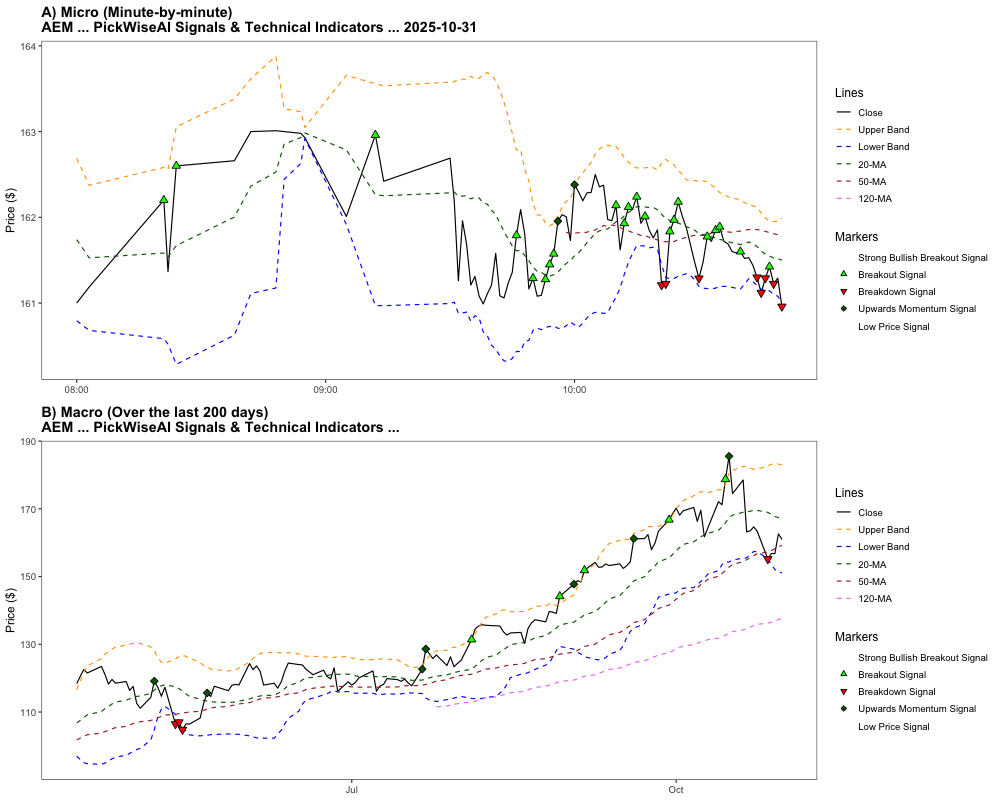 A) Micro (Minute-by-minute)
AEM ... PickWiseAI Signals & Technical Indicators ... 2025-10-31
164
163
162
161
Price ($)
08:00
09:00
10:00
Lines
Close
Upper Band
Lower Band
20-MA
50-MA
120-MA
Markers
Strong Bullish Breakout Signal
Breakout Signal
Breakdown Signal
Upwards Momentum Signal
Low Price Signal
B) Macro (Over the last 200 days)
AEM ... PickWiseAI Signals & Technical Indicators ...
190
170
150
130
110
Price ($)
Jul
Oct
Lines
Close
Upper Band
Lower Band
20-MA
50-MA
120-MA
Markers
Strong Bullish Breakout Signal
Breakout Signal
Breakdown Signal
Upwards Momentum Signal
Low Price Signal